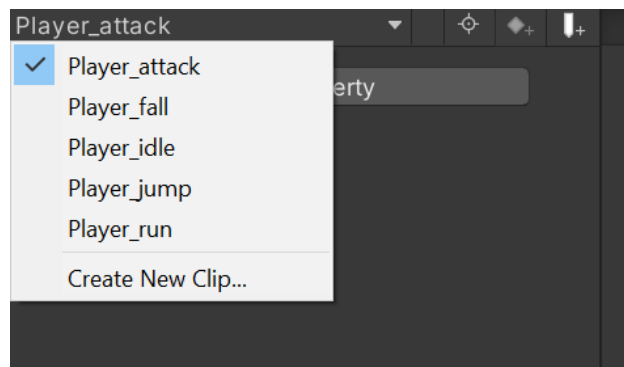 Player_attack
erty
Player_attack
Player_fall
Player_idle
Player_jump
Player_run
Create New Clip...